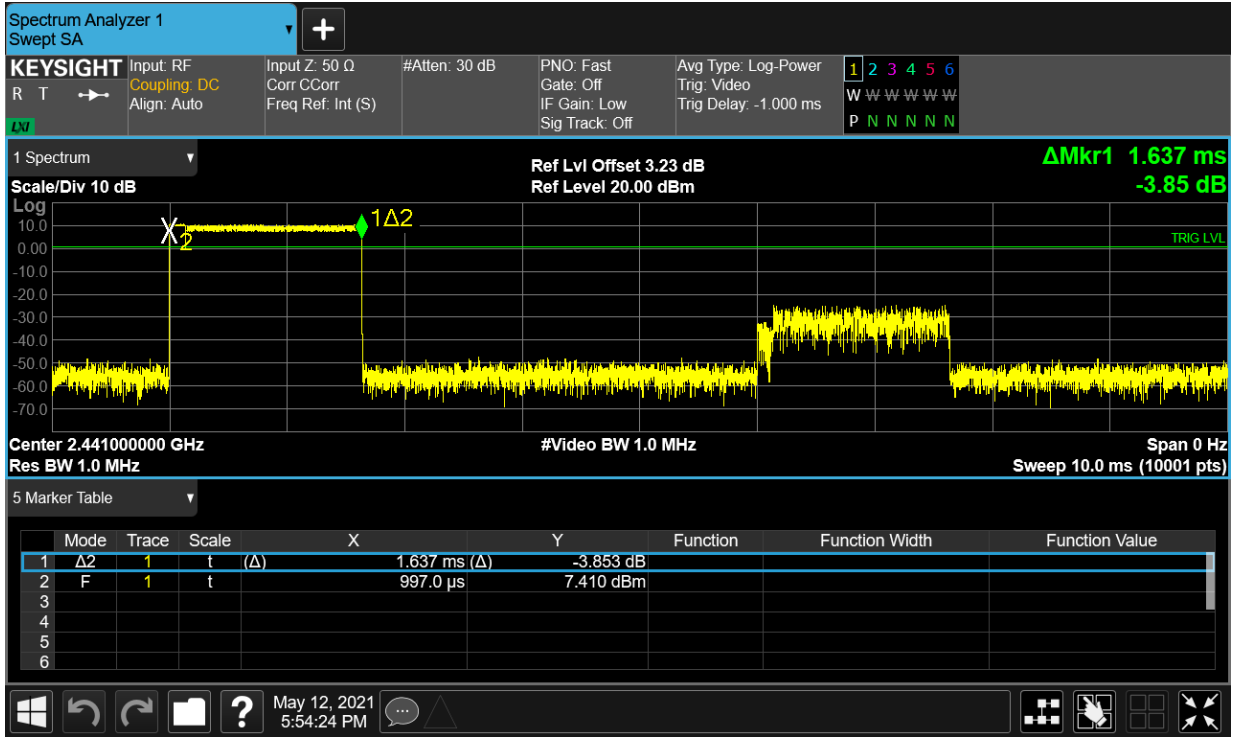 Spectrum Analyzer 1
Swept SA
KEYSIGHT
R T
LXI
Input: RF
Coupling: DC
Align: Auto
Input Z: 50 Ω
Corr CCorr
Freq Ref: Int (S)
#Atten: 30 dB
PNO: Fast
Gate: Off
IF Gain: Low
Sig Track: Off
Avg Type: Log-Power
Trig: Video
Trig Delay: -1.000 ms
1 2 3 4 5 6
W W W W W W
P N N N N N
1 Spectrum
Scale/Div 10 dB
Ref Lvl Offset 3.23 dB
Ref Level 20.00 dBm
ΔMkr1 1.637 ms
-3.85 dB
Log
10.0
0.00
-10.0
-20.0
-30.0
-40.0
-50.0
-60.0
-70.0
X
2
1Δ2
TRIG LVL
Center 2.441000000 GHz
#Video BW 1.0 MHz
Span 0 Hz
Res BW 1.0 MHz
Sweep 10.0 ms (10001 pts)
5 Marker Table
Mode Trace Scale X Y Function Function Width Function Value
1 Δ2 1 t (Δ) 1.637 ms (Δ) -3.853 dB
2 F 1 t 997.0 µs 7.410 dBm
3
4
5
6
?
May 12, 2021
5:54:24 PM